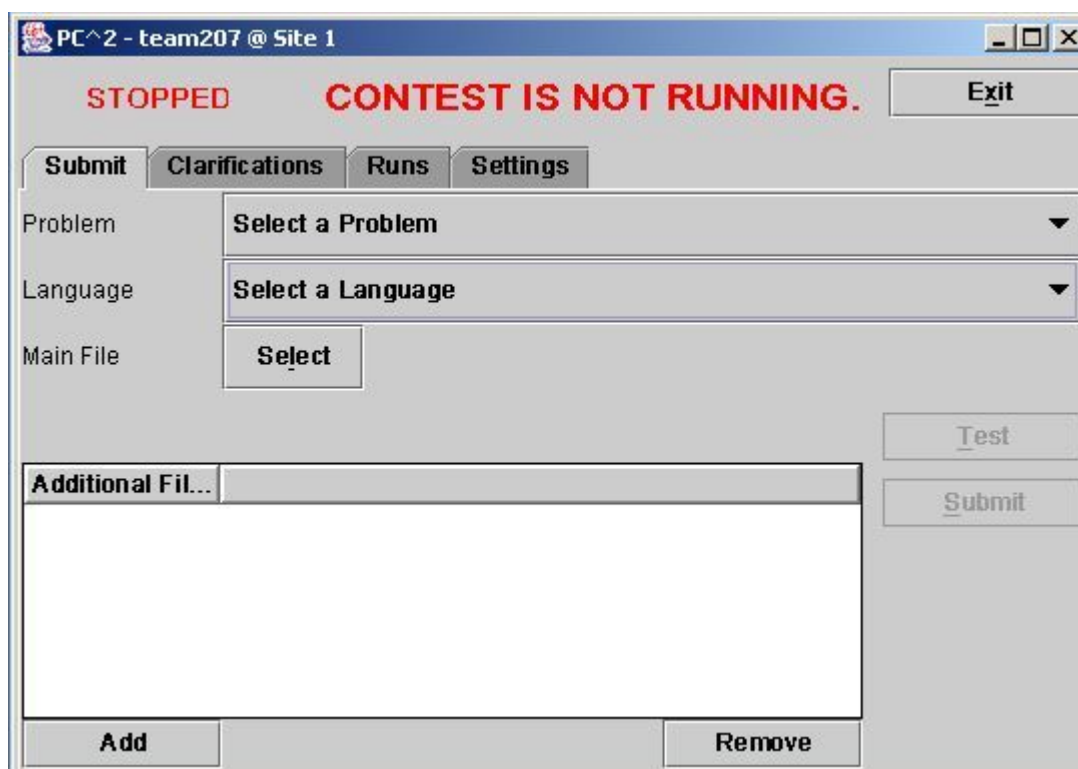 PC^2 - team207 @ Site 1
STOPPED CONTEST IS NOT RUNNING. Exit
Submit Clarifications Runs Settings
Problem Select a Problem
Language Select a Language
Main File Select
Test
Additional Fil...
Submit
Add Remove